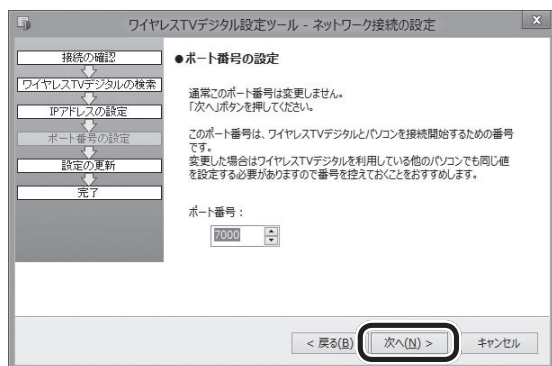 ワイヤレスTVデジタル設定ツール - ネットワーク接続の設定
接続の確認
ワイヤレスTVデジタルの検索
IPアドレスの設定
ポート番号の設定
設定の更新
完了
●ポート番号の設定
通常このポート番号は変更しません。
「次へ」ボタンを押してください。
このポート番号は、ワイヤレスTVデジタルとパソコンを接続開始するための番号
です。
変更した場合はワイヤレスTVデジタルを利用している他のパソコンでも同じ値
を設定する必要がありますので番号を控えておくことをおすすめします。
ポート番号：
7000
< 戻る(B)
次へ(N) >
キャンセル